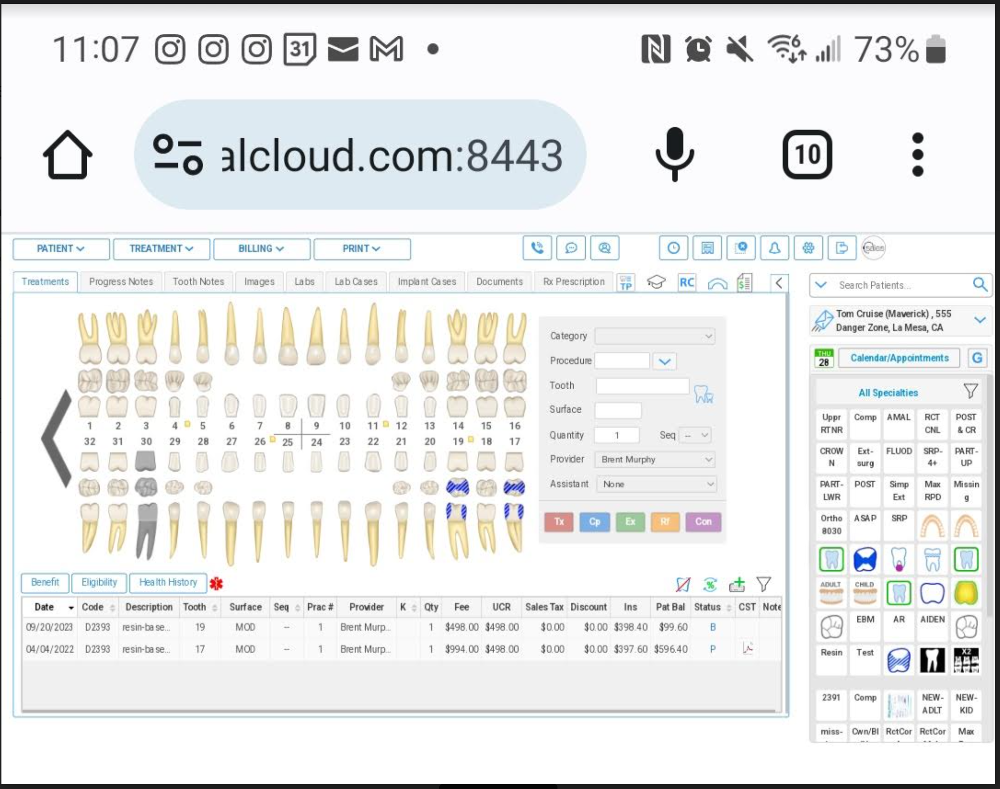 11:07 31 73%
alcloud.com:8443 10
PATIENT TREATMENT BILLING PRINT
Treatments Progress Notes Tooth Notes Images Labs Lab Cases Implant Cases Documents Rx Prescription TP RC
Search Patients...
Tom Cruise (Maverick) , 555
Danger Zone, La Mesa, CA
THU
28
Calendar/Appointments G
All Specialties
1 2 3 4 5 6 7 8 9 10 11 12 13 14 15 16
32 31 30 29 28 27 26 25 24 23 22 21 20 19 18 17
Category
Procedure
Tooth
Surface
Quantity 1 Seq --
Provider Brent Murphy
Assistant None
Tx Cp Ex Rf Con
Benefit Eligibility Health History
Date Code Description Tooth Surface Seq Prac # Provider K Qty Fee UCR Sales Tax Discount Ins Pat Bal Status CST Note
09/20/2023 D2393 resin-base... 19 MOD -- 1 Brent Murp... 1 $498.00 $498.00 $0.00 $0.00 $398.40 $99.60 B
04/04/2022 D2393 resin-base... 17 MOD -- 1 Brent Murp... 1 $994.00 $498.00 $0.00 $0.00 $397.60 $596.40 P
Uppr Comp AMAL RCT POST
RTNR CNL & CR
CROW Ext- FLUOD SRP- PART-
N surg 4+ UP
PART- POST Simp Max Missin
LWR Ext RPD g
Ortho ASAP SRP
8030
ADULT CHILD
EBM AR AIDEN
Resin Test X2
2391 Comp NEW- NEW-
ADLT KID
miss- Own/Bl RctCor RctCor Max